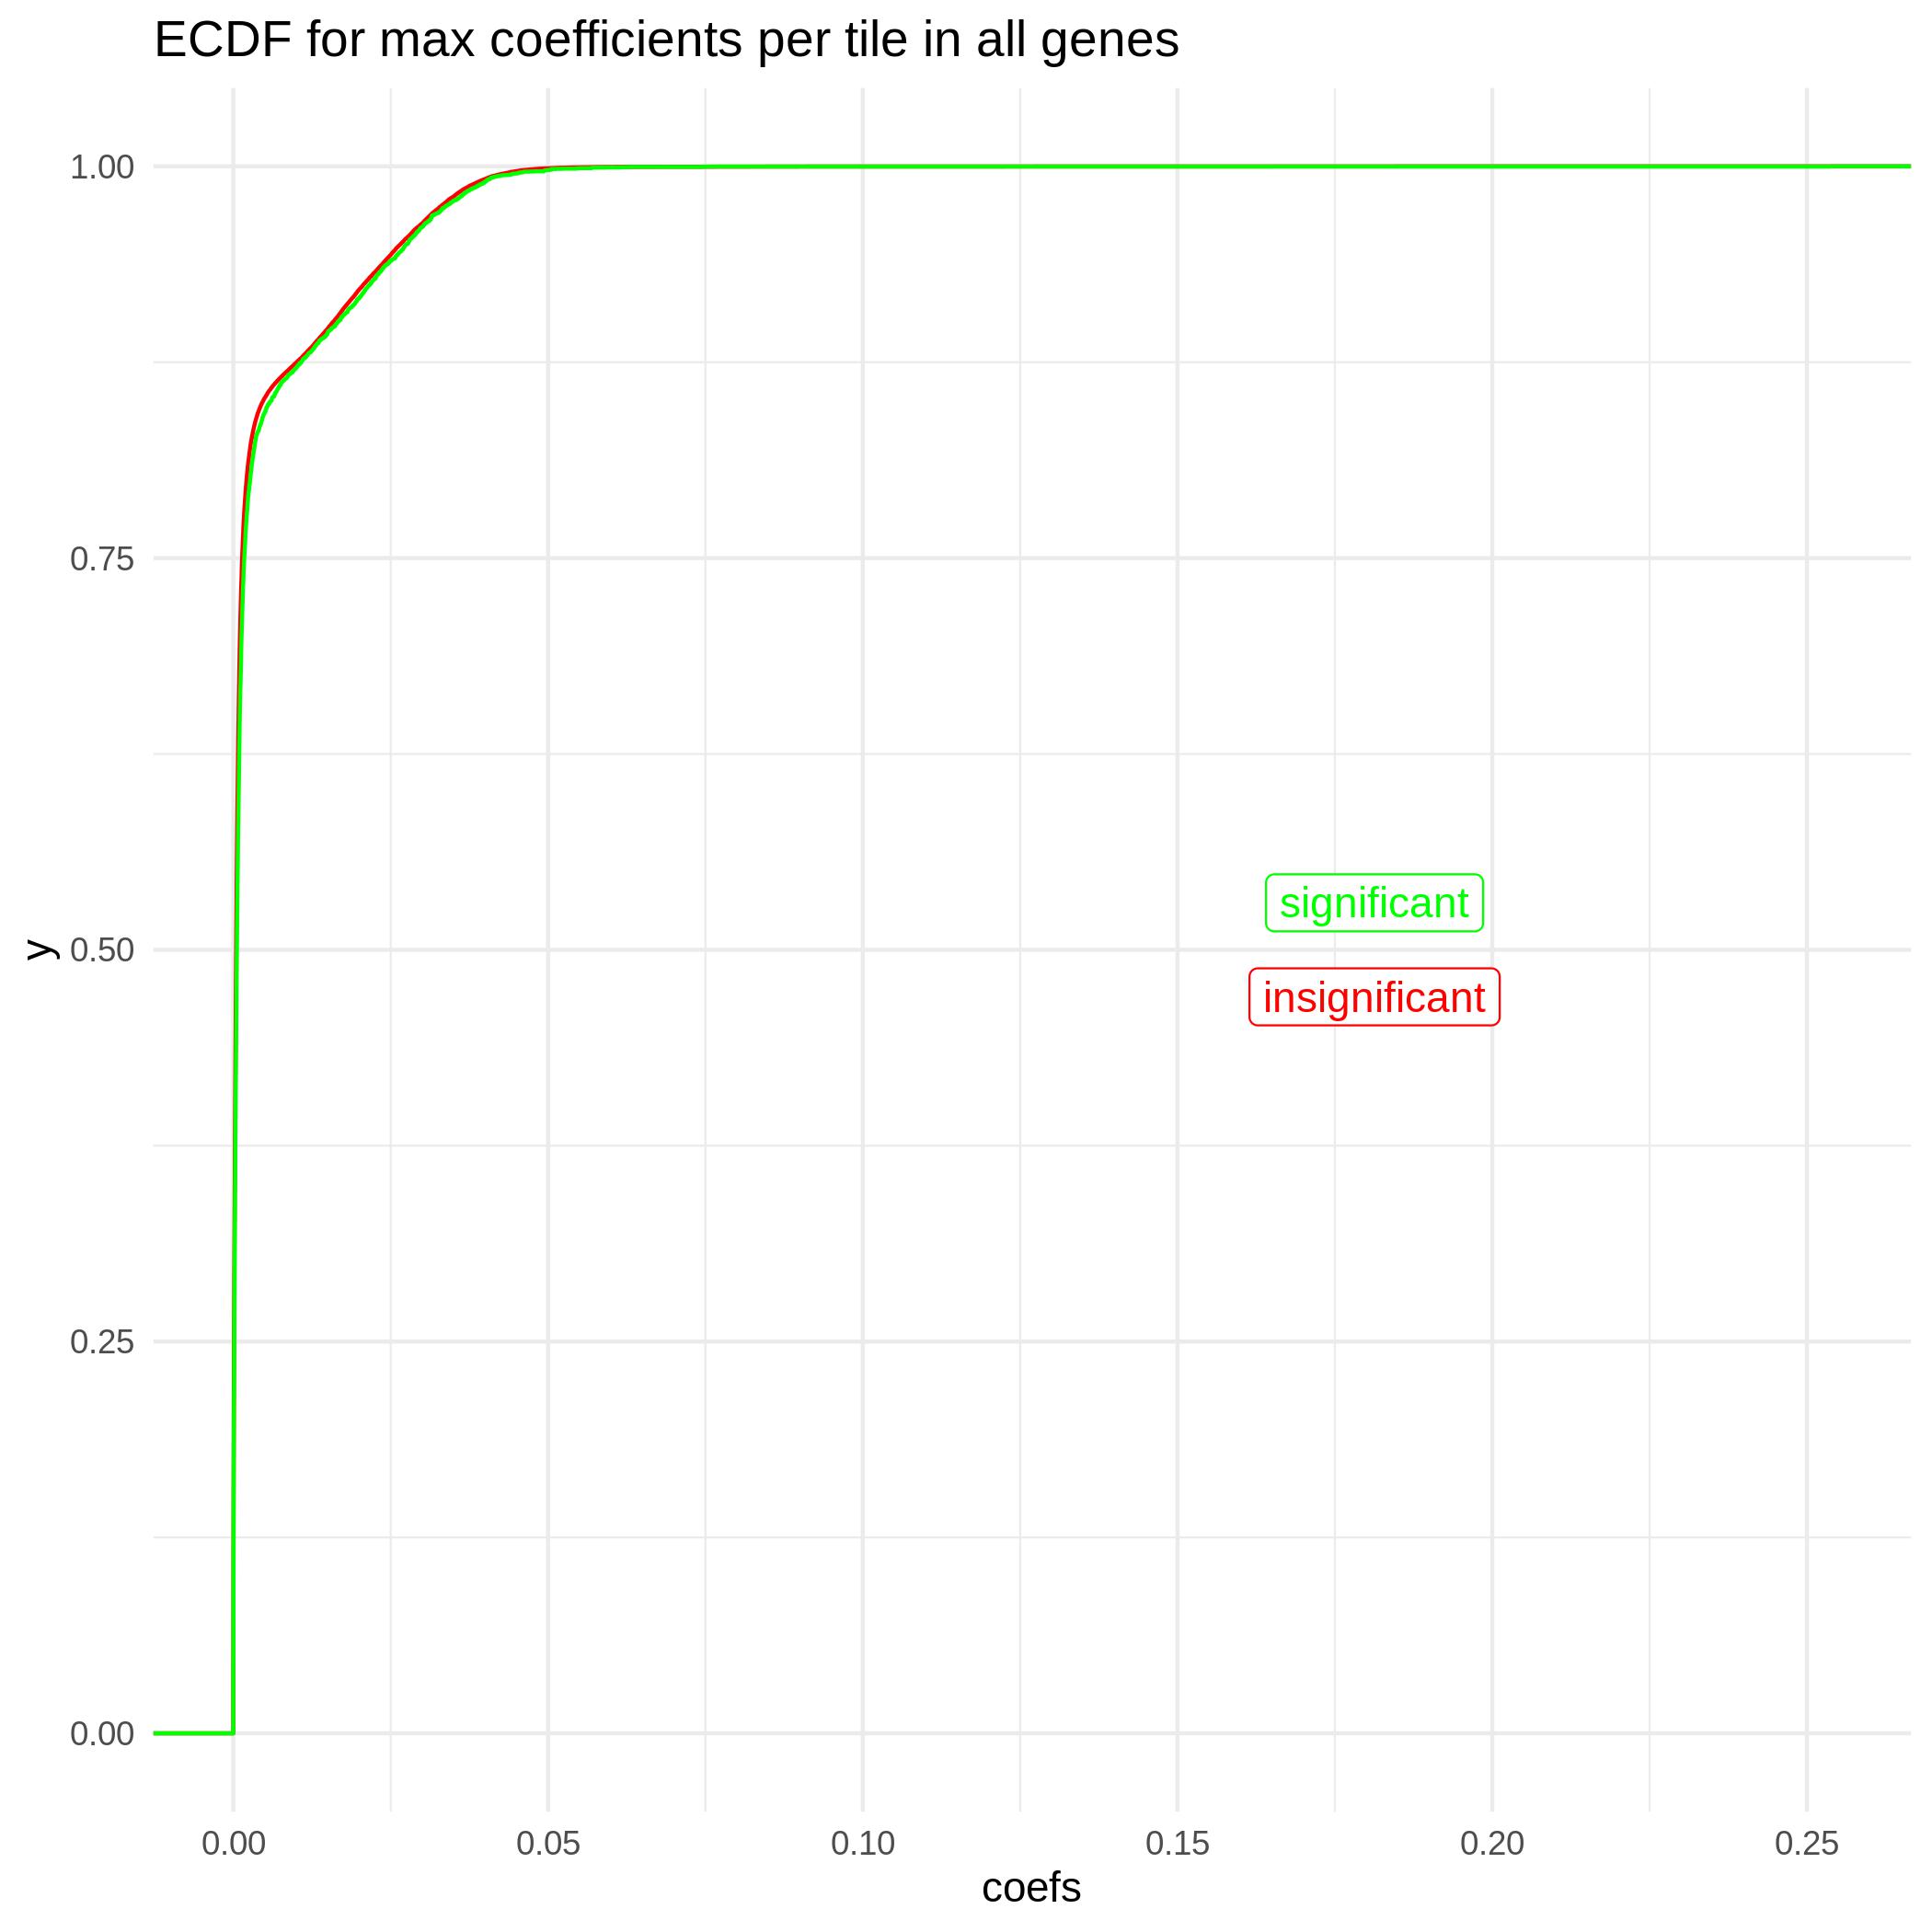 ECDF for max coefficients per tile in all genes
1.00
0.75
significant
y
0.50
insignificant
0.25
0.00
0.00 0.05 0.10 0.15 0.20 0.25
coefs